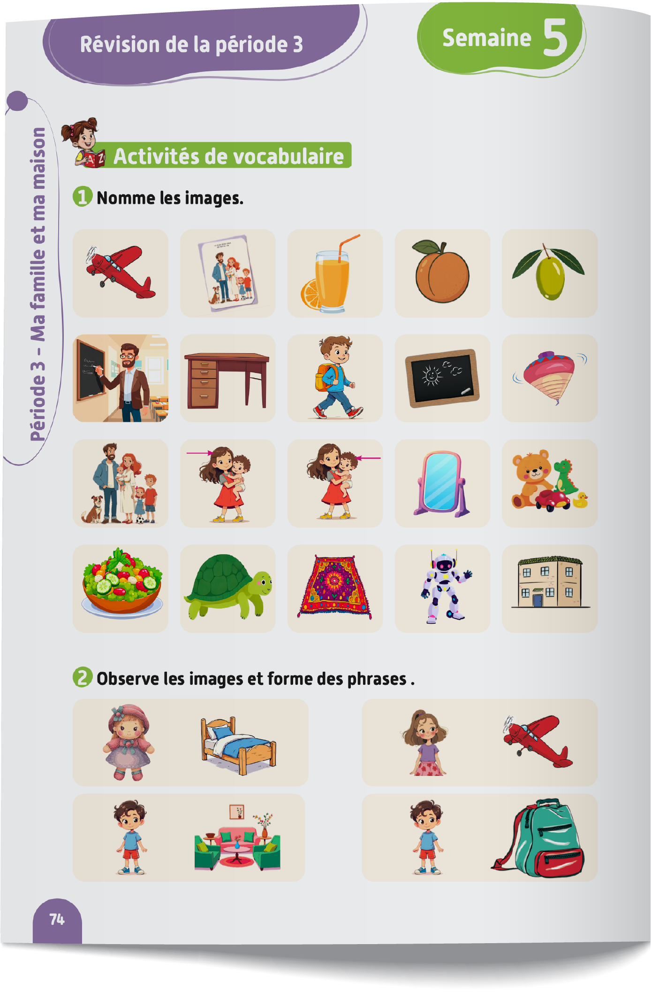 Révision de la période 3
Semaine 5
Période 3 - Ma famille et ma maison
A Z
Activités de vocabulaire
1 Nomme les images.
2 Observe les images et forme des phrases .
74